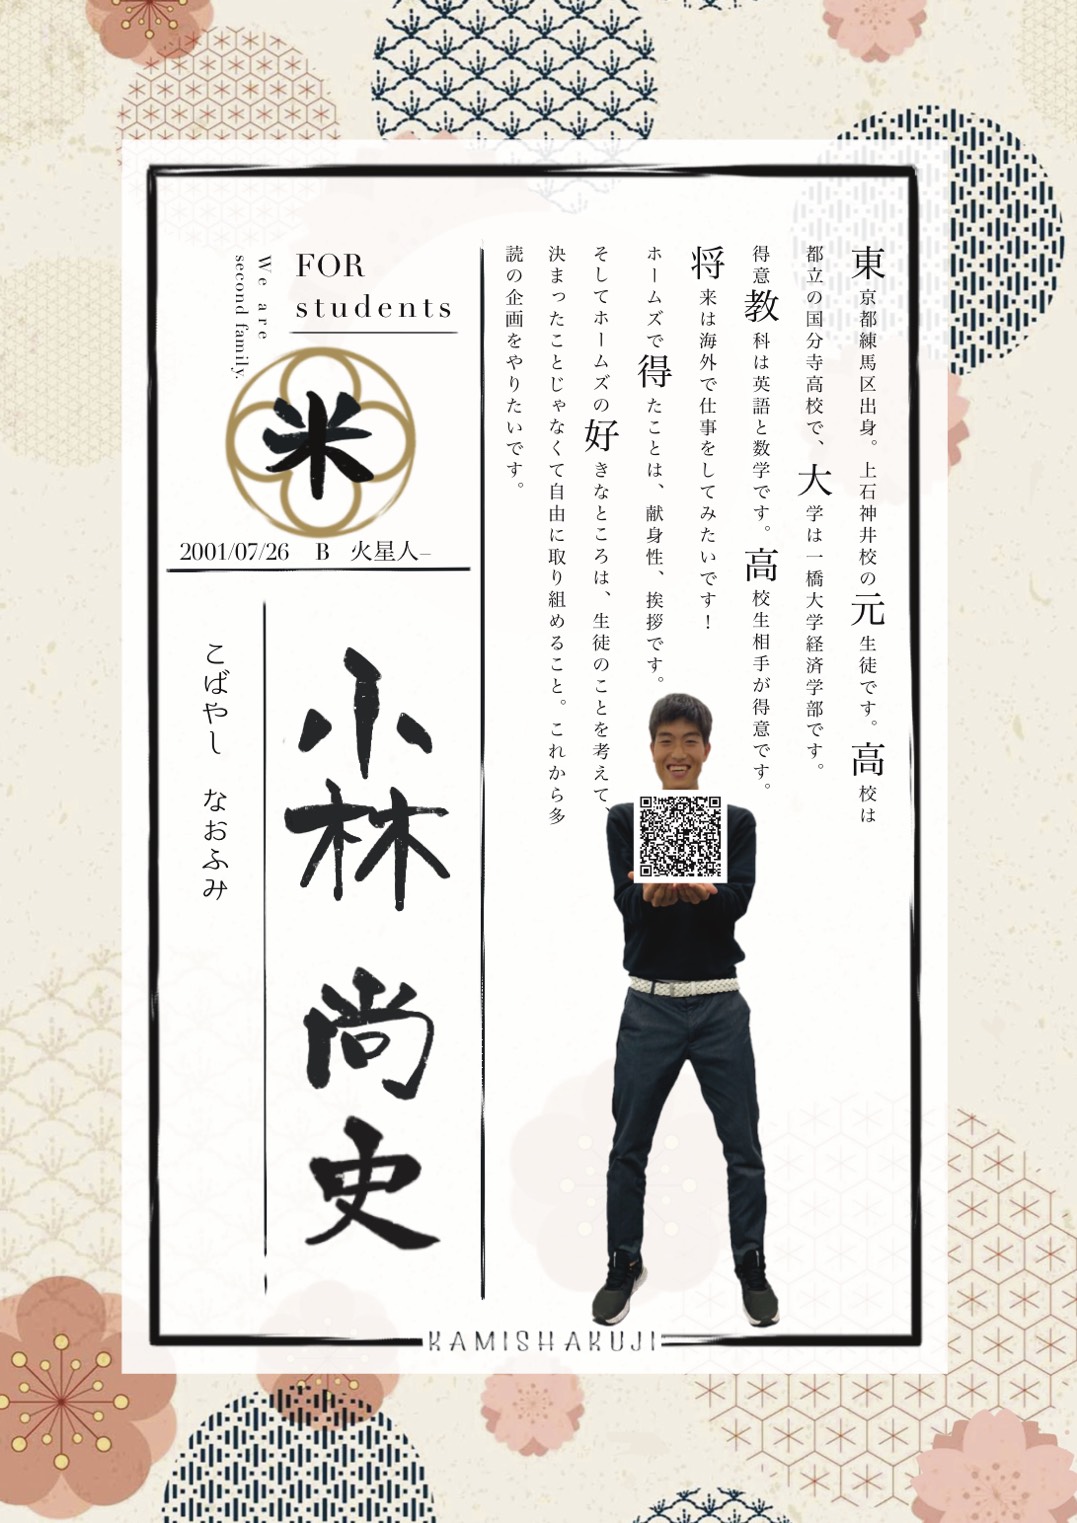 東京都練馬区出身。上石神井校の元生徒です。高校は
都立の国分寺高校で、大学は一橋大学経済学部です。
得意教科は英語と数学です。高校生相手が得意です。
将来は海外で仕事をしてみたいです！
ホームズで得たことは、献身性、挨拶です。
そしてホームズの好きなところは、生徒のことを考えて、
決まったことじゃなくて自由に取り組めること。これから多
読の企画をやりたいです。
FOR
students
We are
second family.
米
2001/07/26 B 火星人–
小林 尚史
こばやし なおふみ
KAMISHAKUJI